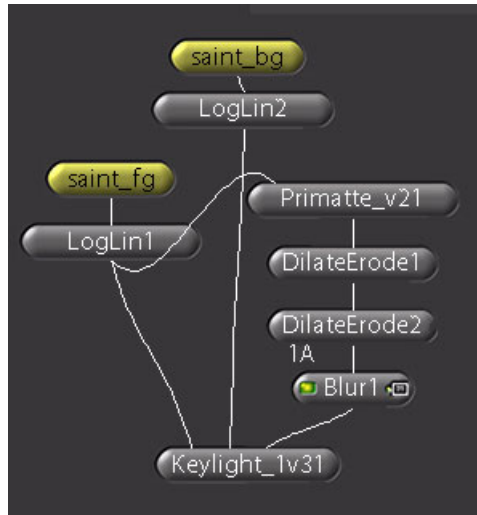 saint_bg
LogLin2
saint_fg
Primatte_v21
LogLin1
DilateErode1
DilateErode2
1A
Blur1
Keylight_1v31